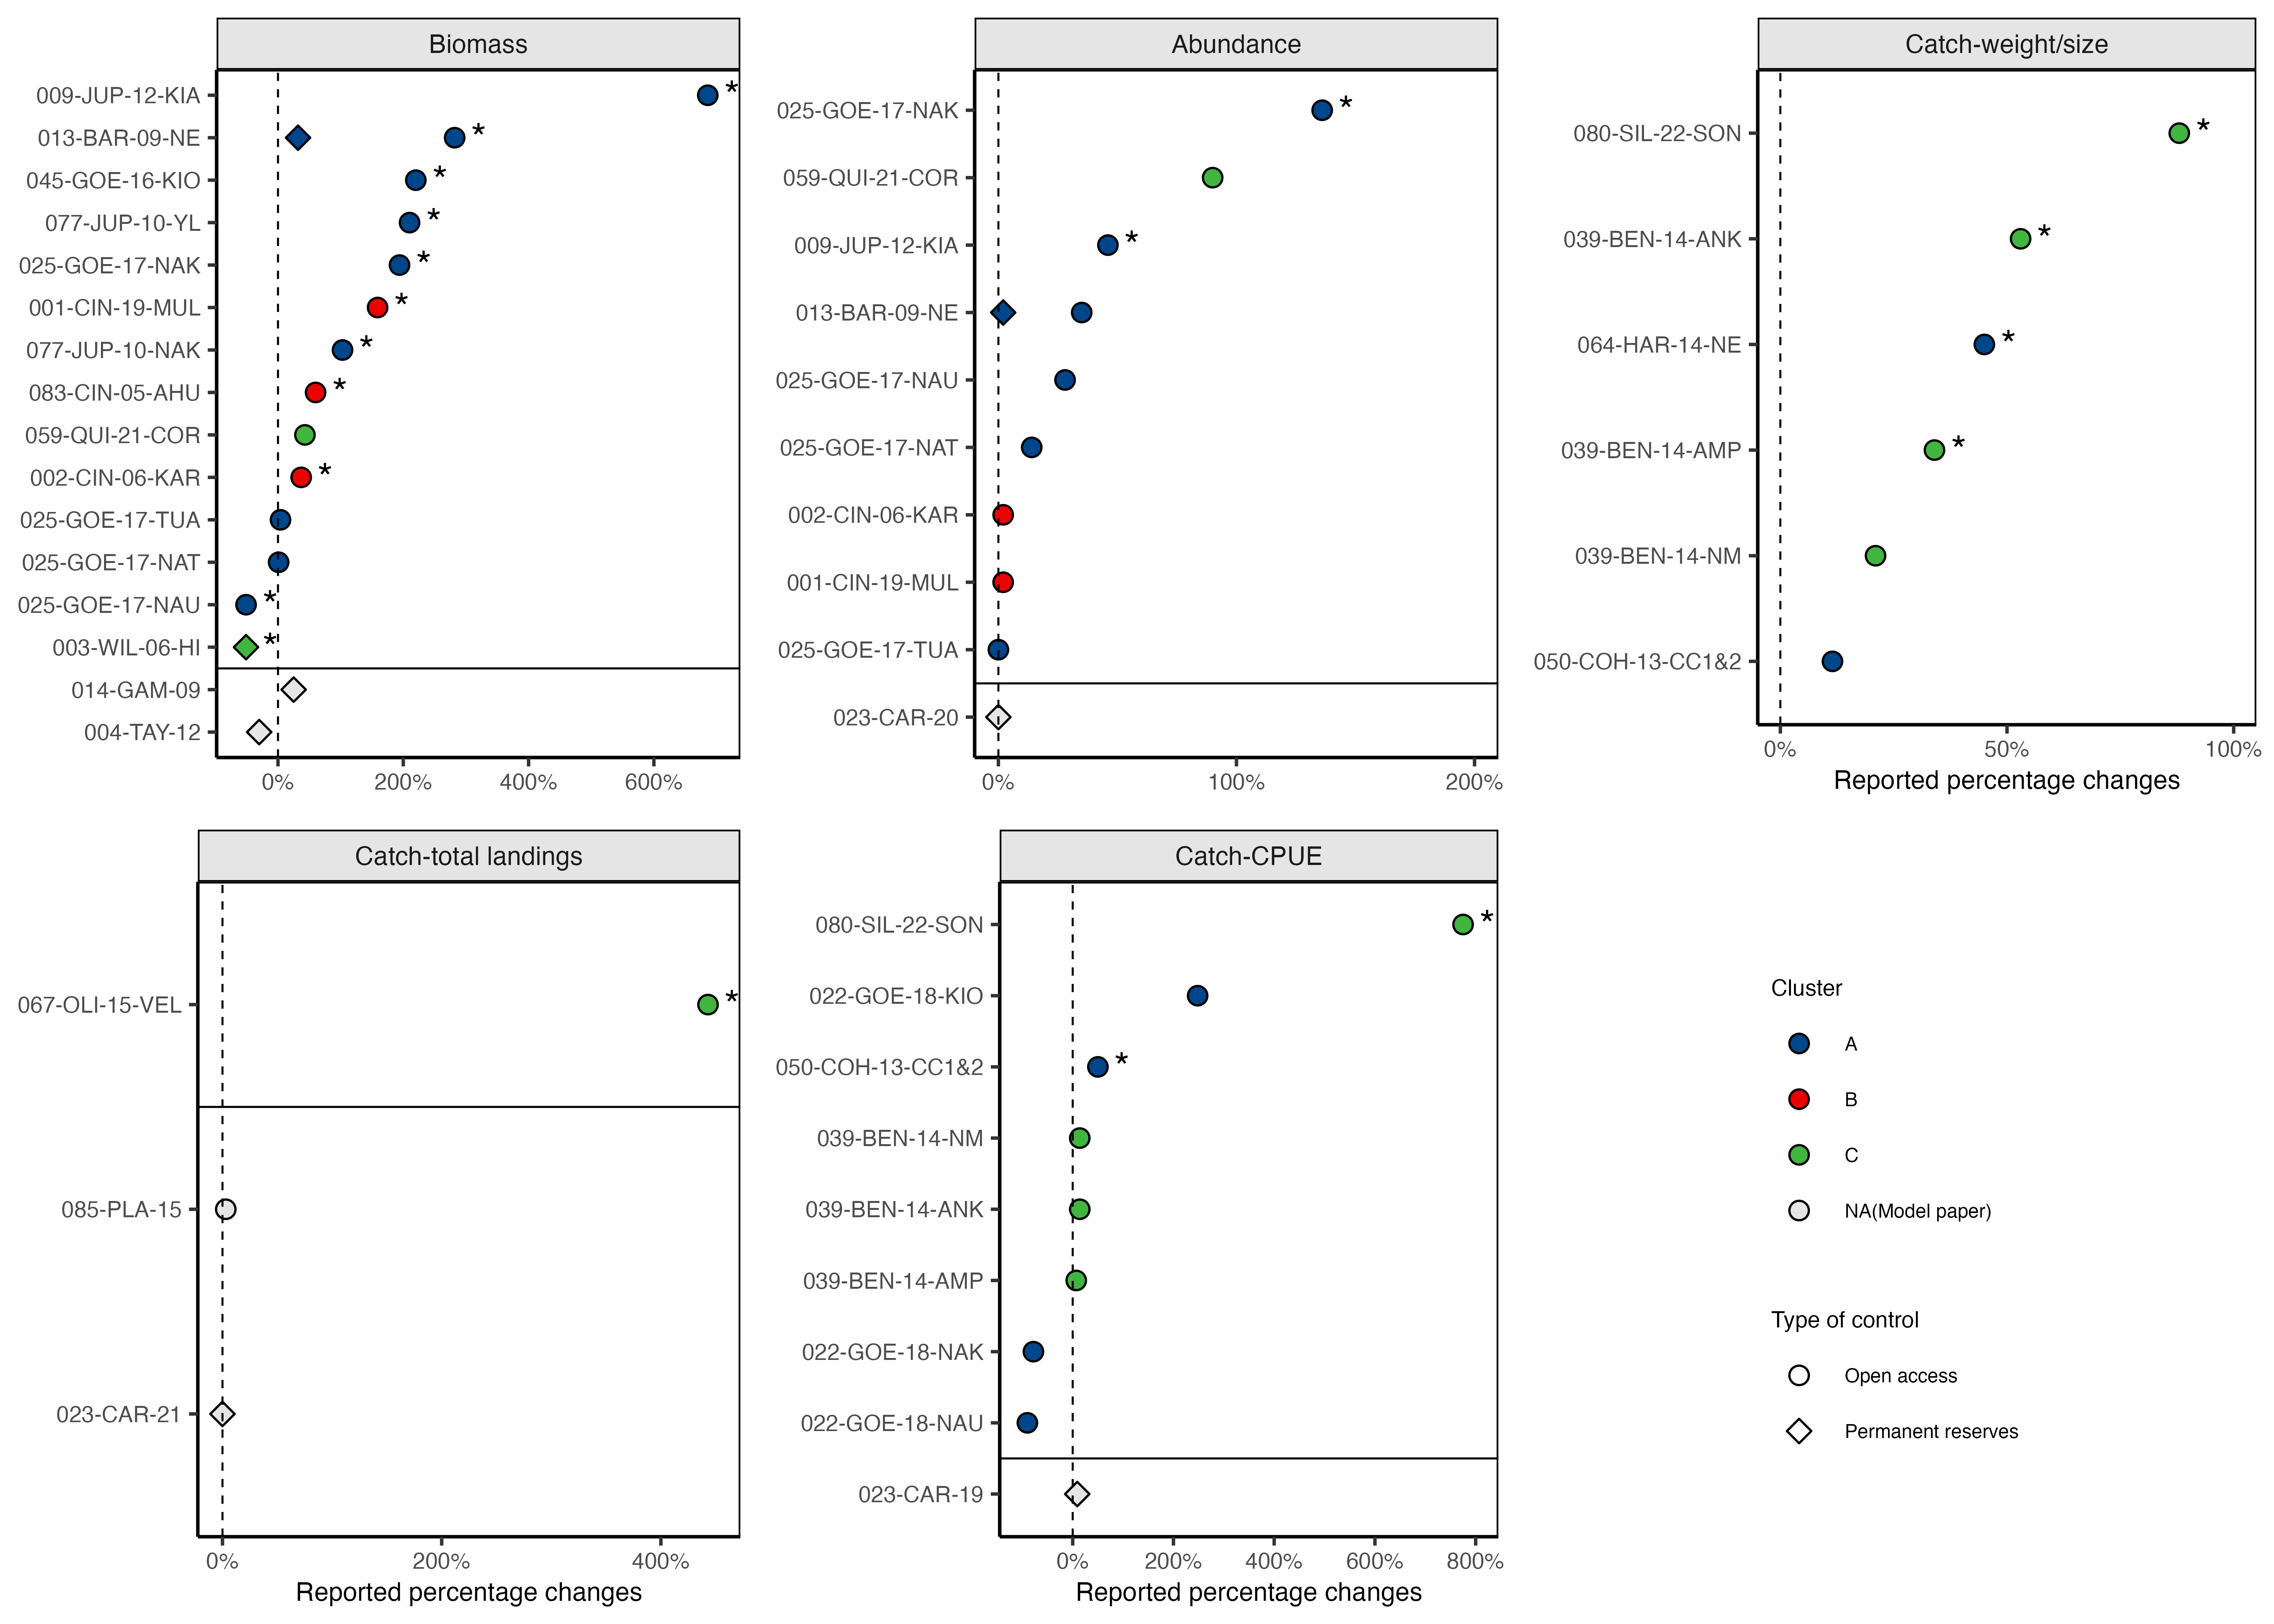 Biomass
009-JUP-12-KIA
*
013-BAR-09-NE
*
045-GOE-16-KIO
*
077-JUP-10-YL
*
025-GOE-17-NAK
*
001-CIN-19-MUL
*
077-JUP-10-NAK
*
083-CIN-05-AHU
*
059-QUI-21-COR
002-CIN-06-KAR
*
025-GOE-17-TUA
025-GOE-17-NAT
025-GOE-17-NAU
*
003-WIL-06-HI
*
014-GAM-09
004-TAY-12
0% 200% 400% 600%
Abundance
025-GOE-17-NAK
*
059-QUI-21-COR
009-JUP-12-KIA
*
013-BAR-09-NE
025-GOE-17-NAU
025-GOE-17-NAT
002-CIN-06-KAR
001-CIN-19-MUL
025-GOE-17-TUA
023-CAR-20
0% 100% 200%
Catch-weight/size
080-SIL-22-SON
*
039-BEN-14-ANK
*
064-HAR-14-NE
*
039-BEN-14-AMP
*
039-BEN-14-NM
050-COH-13-CC1&2
0% 50% 100%
Reported percentage changes
Catch-total landings
067-OLI-15-VEL
*
085-PLA-15
023-CAR-21
0% 200% 400%
Reported percentage changes
Catch-CPUE
080-SIL-22-SON
*
022-GOE-18-KIO
050-COH-13-CC1&2
*
039-BEN-14-NM
039-BEN-14-ANK
039-BEN-14-AMP
022-GOE-18-NAK
022-GOE-18-NAU
023-CAR-19
0% 200% 400% 600% 800%
Reported percentage changes
Cluster
A
B
C
NA(Model paper)
Type of control
Open access
Permanent reserves